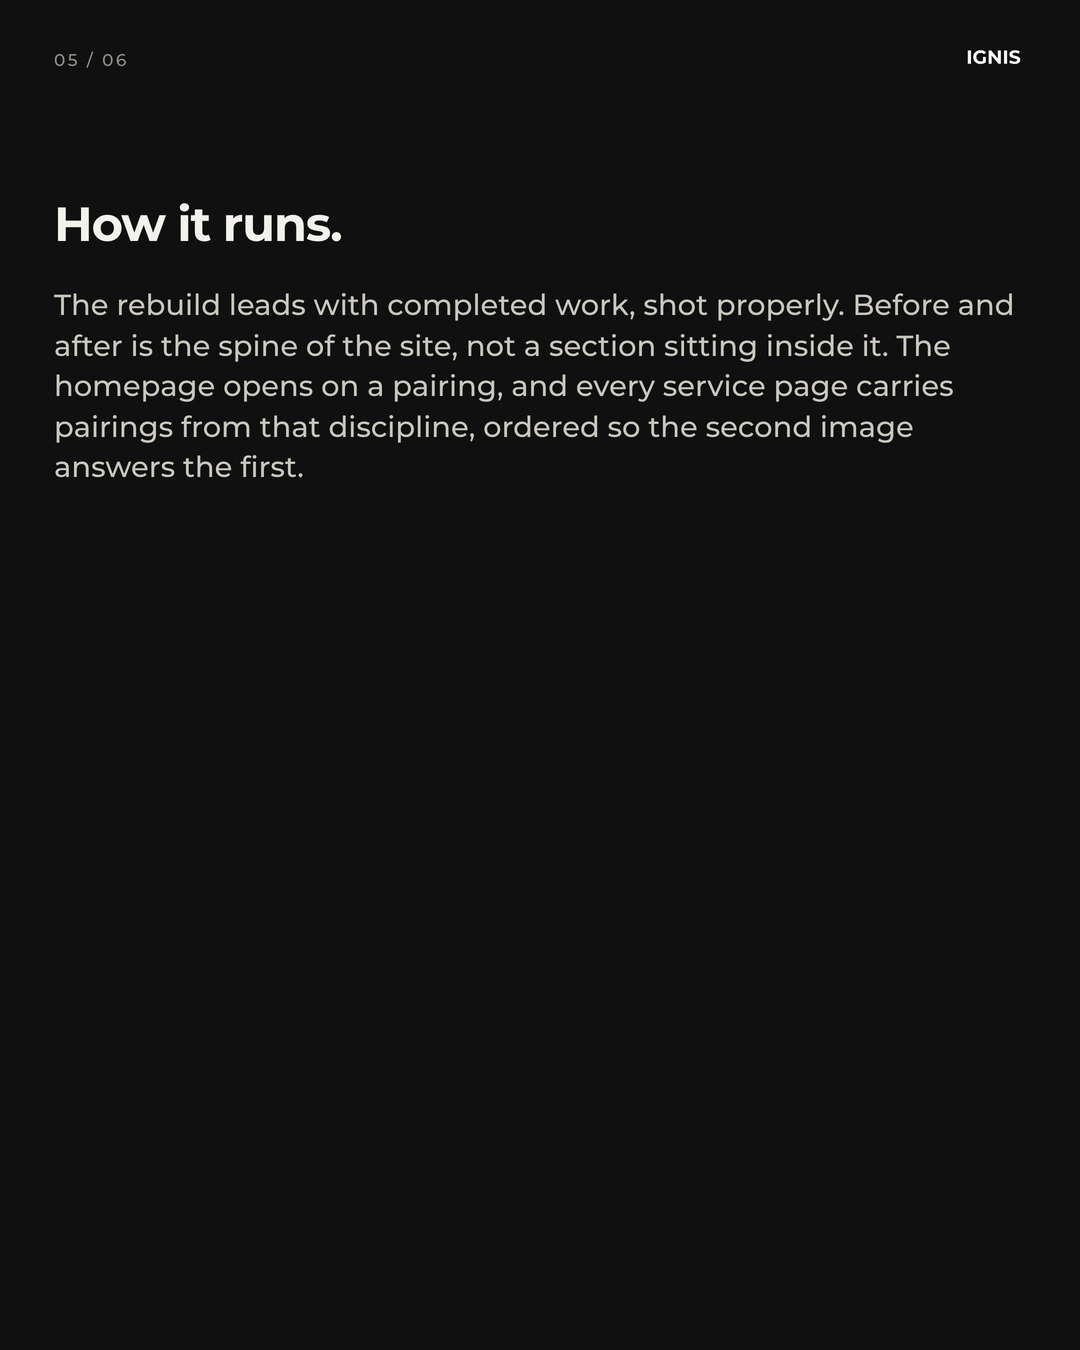 05 / 06
IGNIS
How it runs.
The rebuild leads with completed work, shot properly. Before and
after is the spine of the site, not a section sitting inside it. The
homepage opens on a pairing, and every service page carries
pairings from that discipline, ordered so the second image
answers the first.